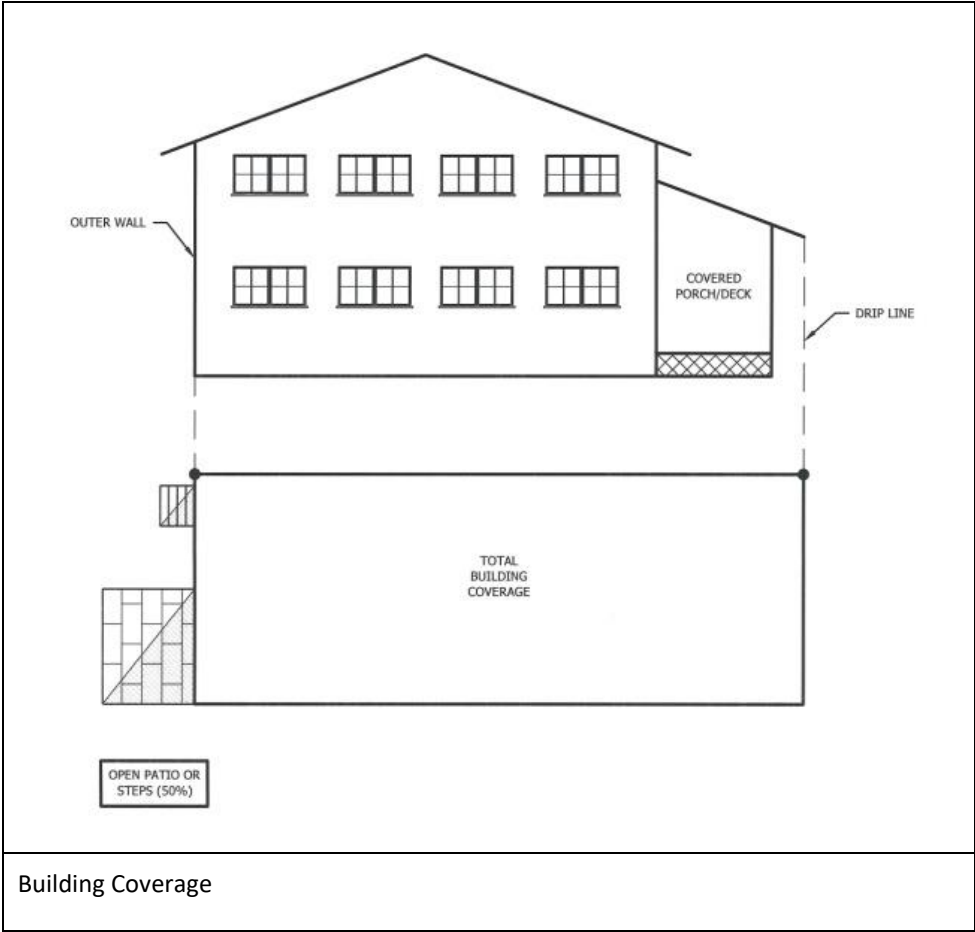 OUTER WALL
COVERED
PORCH/DECK
DRIP LINE
TOTAL
BUILDING
COVERAGE
OPEN PATIO OR
STEPS (50%)
Building Coverage